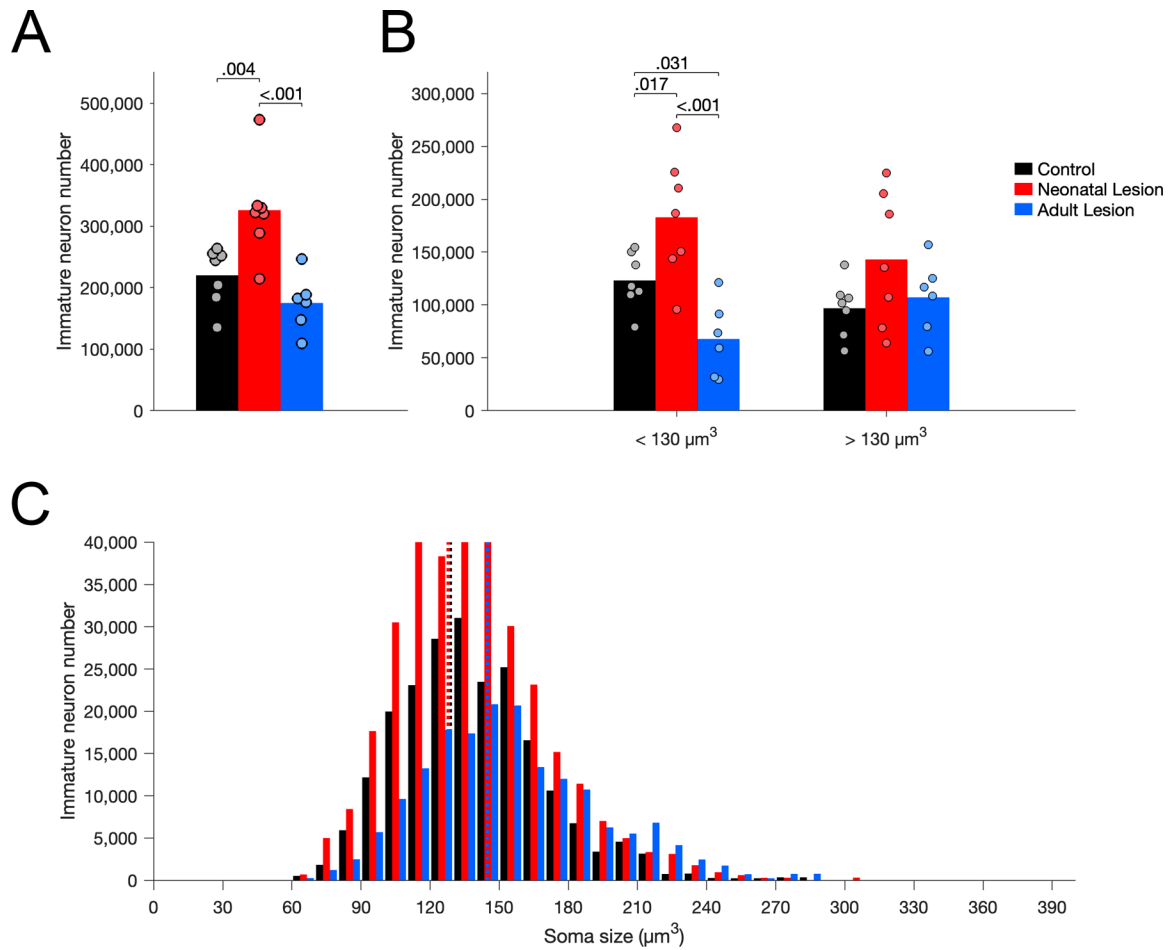 A
Immature neuron number
500,000
400,000
300,000
200,000
100,000
0
.004
<.001
B
Immature neuron number
300,000
250,000
200,000
150,000
100,000
50,000
0
.031
.017
<.001
< 130 µm³
> 130 µm³
Control
Neonatal Lesion
Adult Lesion
C
Immature neuron number
40,000
35,000
30,000
25,000
20,000
15,000
10,000
5,000
0
0 30 60 90 120 150 180 210 240 270 300 330 360 390
Soma size (µm³)